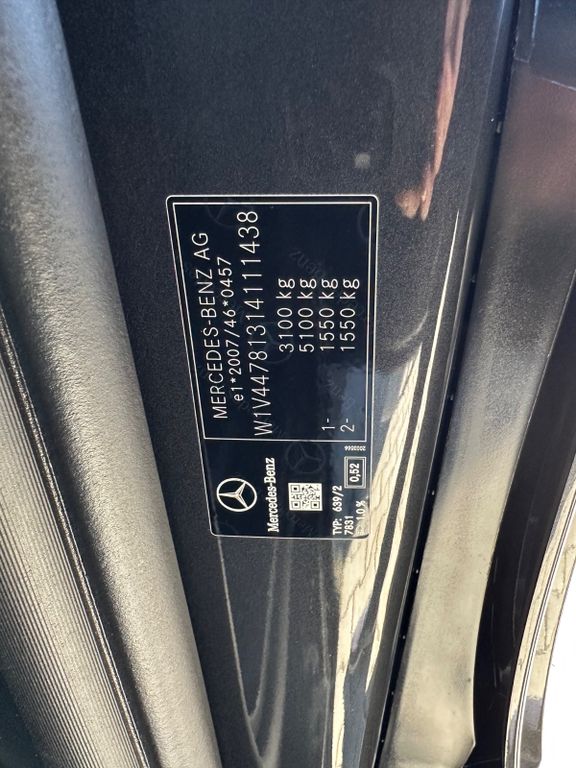 MERCEDES-BENZ AG
e1*2007/46*0457
W1V44781314111438
3100 kg
5100 kg
1- 1550 kg
2- 1550 kg
Mercedes-Benz
TYP: 639/2
7831
0,52